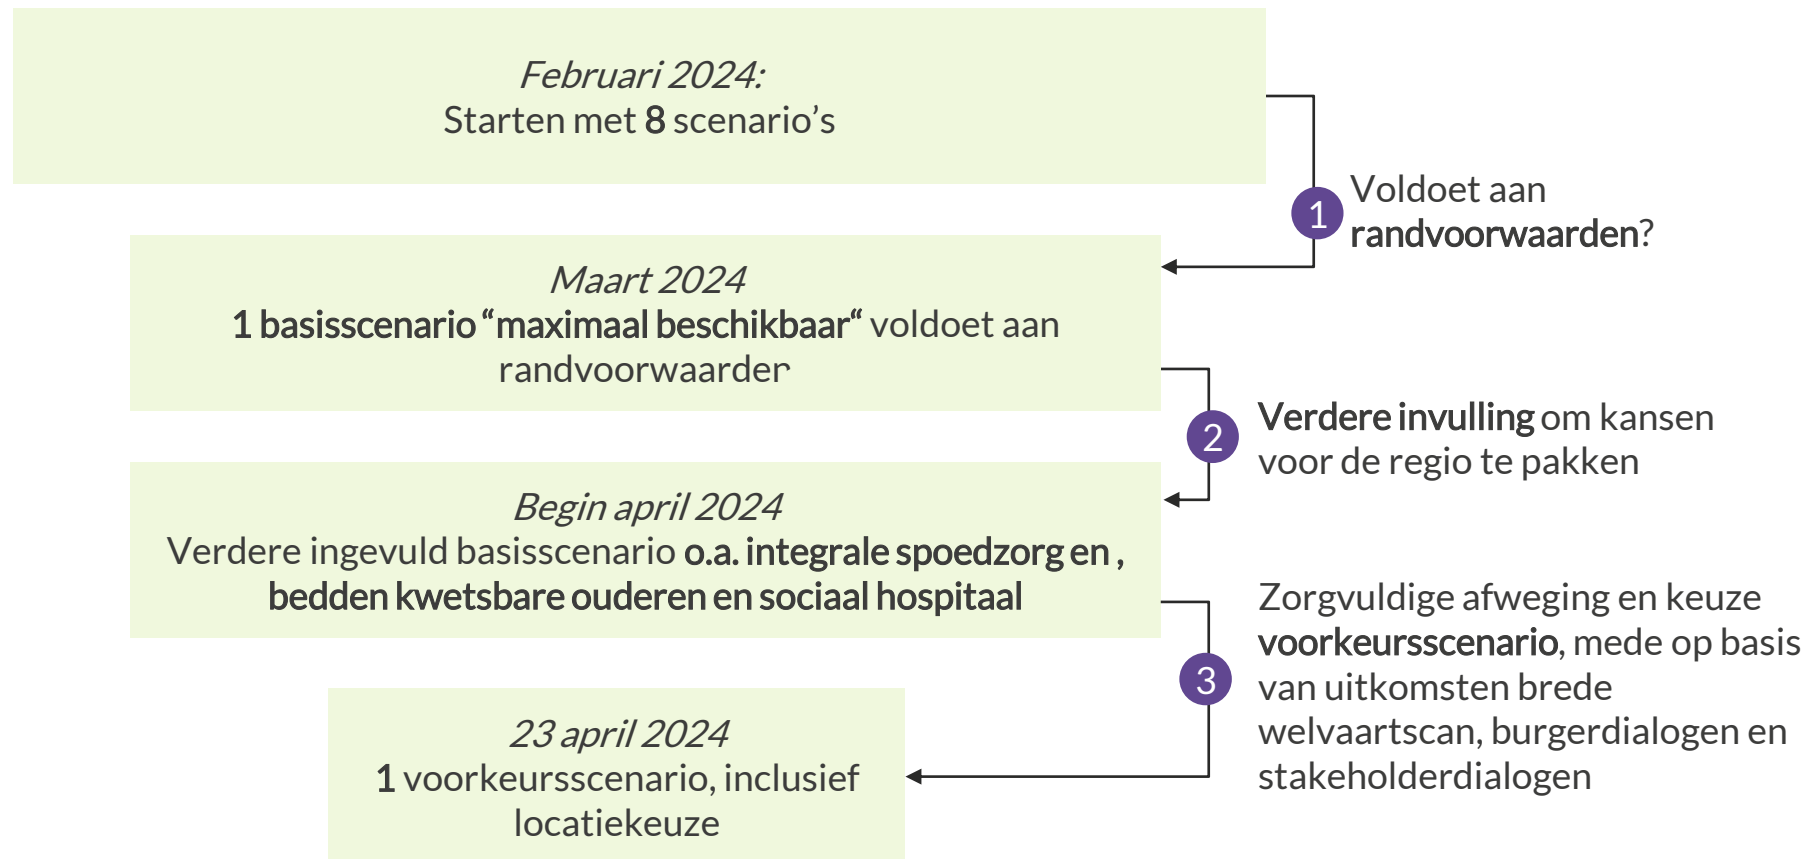 Februari 2024:
Starten met 8 scenario’s
1
Voldoet aan
randvoorwaarden?
Maart 2024
1 basisscenario “maximaal beschikbaar“ voldoet aan
randvoorwaarden
2
Verdere invulling om kansen
voor de regio te pakken
Begin april 2024
Verdere ingevuld basisscenario o.a. integrale spoedzorg en ,
bedden kwetsbare ouderen en sociaal hospitaal
3
Zorgvuldige afweging en keuze
voorkeursscenario, mede op basis
van uitkomsten brede
welvaartscan, burgerdialogen en
stakeholderdialogen
23 april 2024
1 voorkeursscenario, inclusief
locatiekeuze